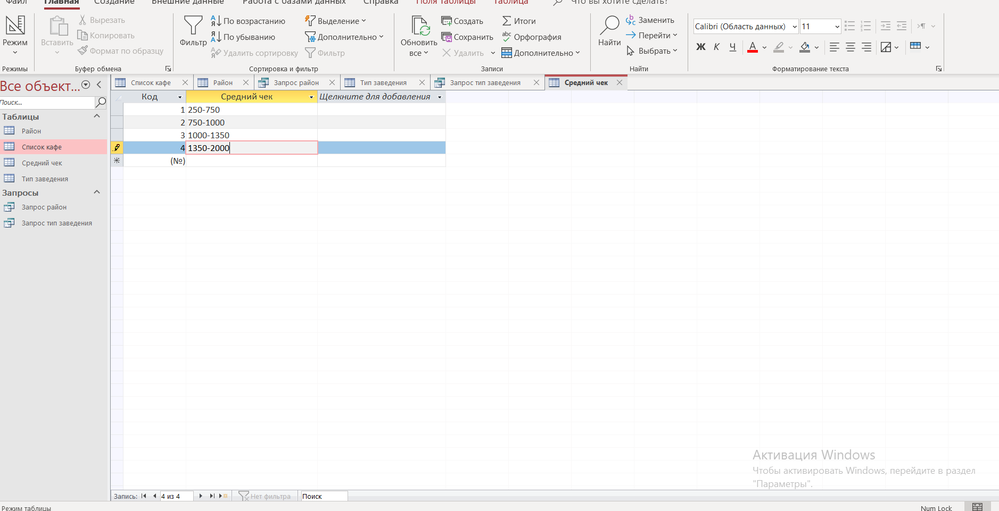 Файл Главная Создание Внешние данные Работа с базами данных Справка Поля таблицы Таблица Что вы хотите сделать?
Режим
Режимы
Вставить
Вырезать
Копировать
Формат по образцу
Буфер обмена
Фильтр
По возрастанию
По убыванию
Удалить сортировку
Выделение
Дополнительно
Фильтр
Сортировка и фильтр
Обновить
все
Создать
Сохранить
Удалить
Итоги
Орфография
Дополнительно
Записи
Найти
Заменить
Перейти
Выбрать
Найти
Calibri (Область данных) 11
Ж К Ч А
Форматирование текста
Все объект...
Поиск...
Таблицы
Район
Список кафе
Средний чек
Тип заведения
Запросы
Запрос район
Запрос тип заведения
Список кафе Район Запрос район Тип заведения Запрос тип заведения Средний чек
Код Средний чек Щелкните для добавления
1 250-750
2 750-1000
3 1000-1350
4 1350-2000
(№)
Активация Windows
Чтобы активировать Windows, перейдите в раздел
"Параметры".
Запись: 4 из 4 Нет фильтра Поиск
Режим таблицы Num Lock